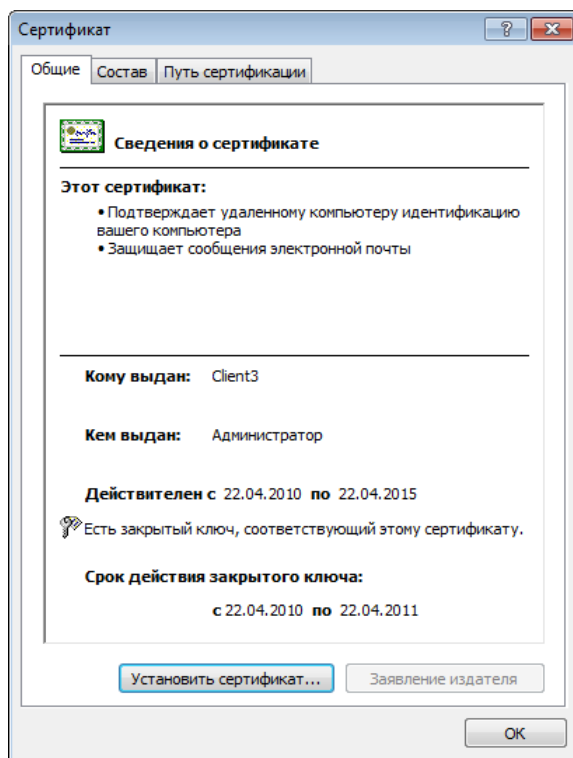 Сертификат
Общие Состав Путь сертификации
Сведения о сертификате
Этот сертификат:
• Подтверждает удаленному компьютеру идентификацию
вашего компьютера
• Защищает сообщения электронной почты
Кому выдан: Client3
Кем выдан: Администратор
Действителен с 22.04.2010 по 22.04.2015
Есть закрытый ключ, соответствующий этому сертификату.
Срок действия закрытого ключа:
с 22.04.2010 по 22.04.2011
Установить сертификат... Заявление издателя
ОК